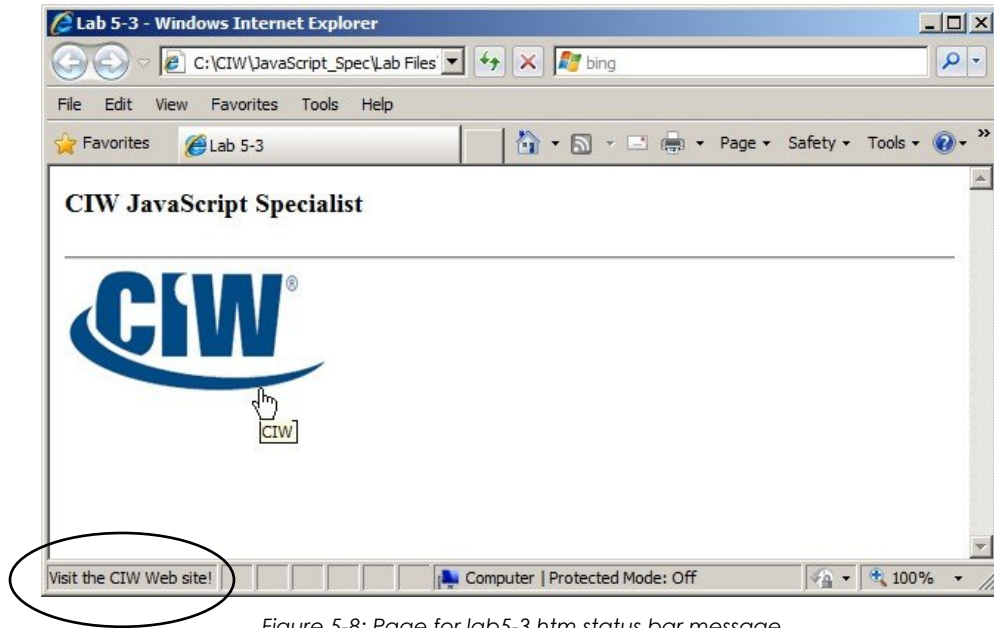 Lab 5-3 - Windows Internet Explorer
C:\CIW\JavaScript_Spec\Lab Files\
bing
File Edit View Favorites Tools Help
Favorites Lab 5-3 Page Safety Tools
CIW JavaScript Specialist
CIW®
CIW
Visit the CIW Web site! Computer | Protected Mode: Off 100%
Figure 5-8: Page for lab5-3.htm status bar message